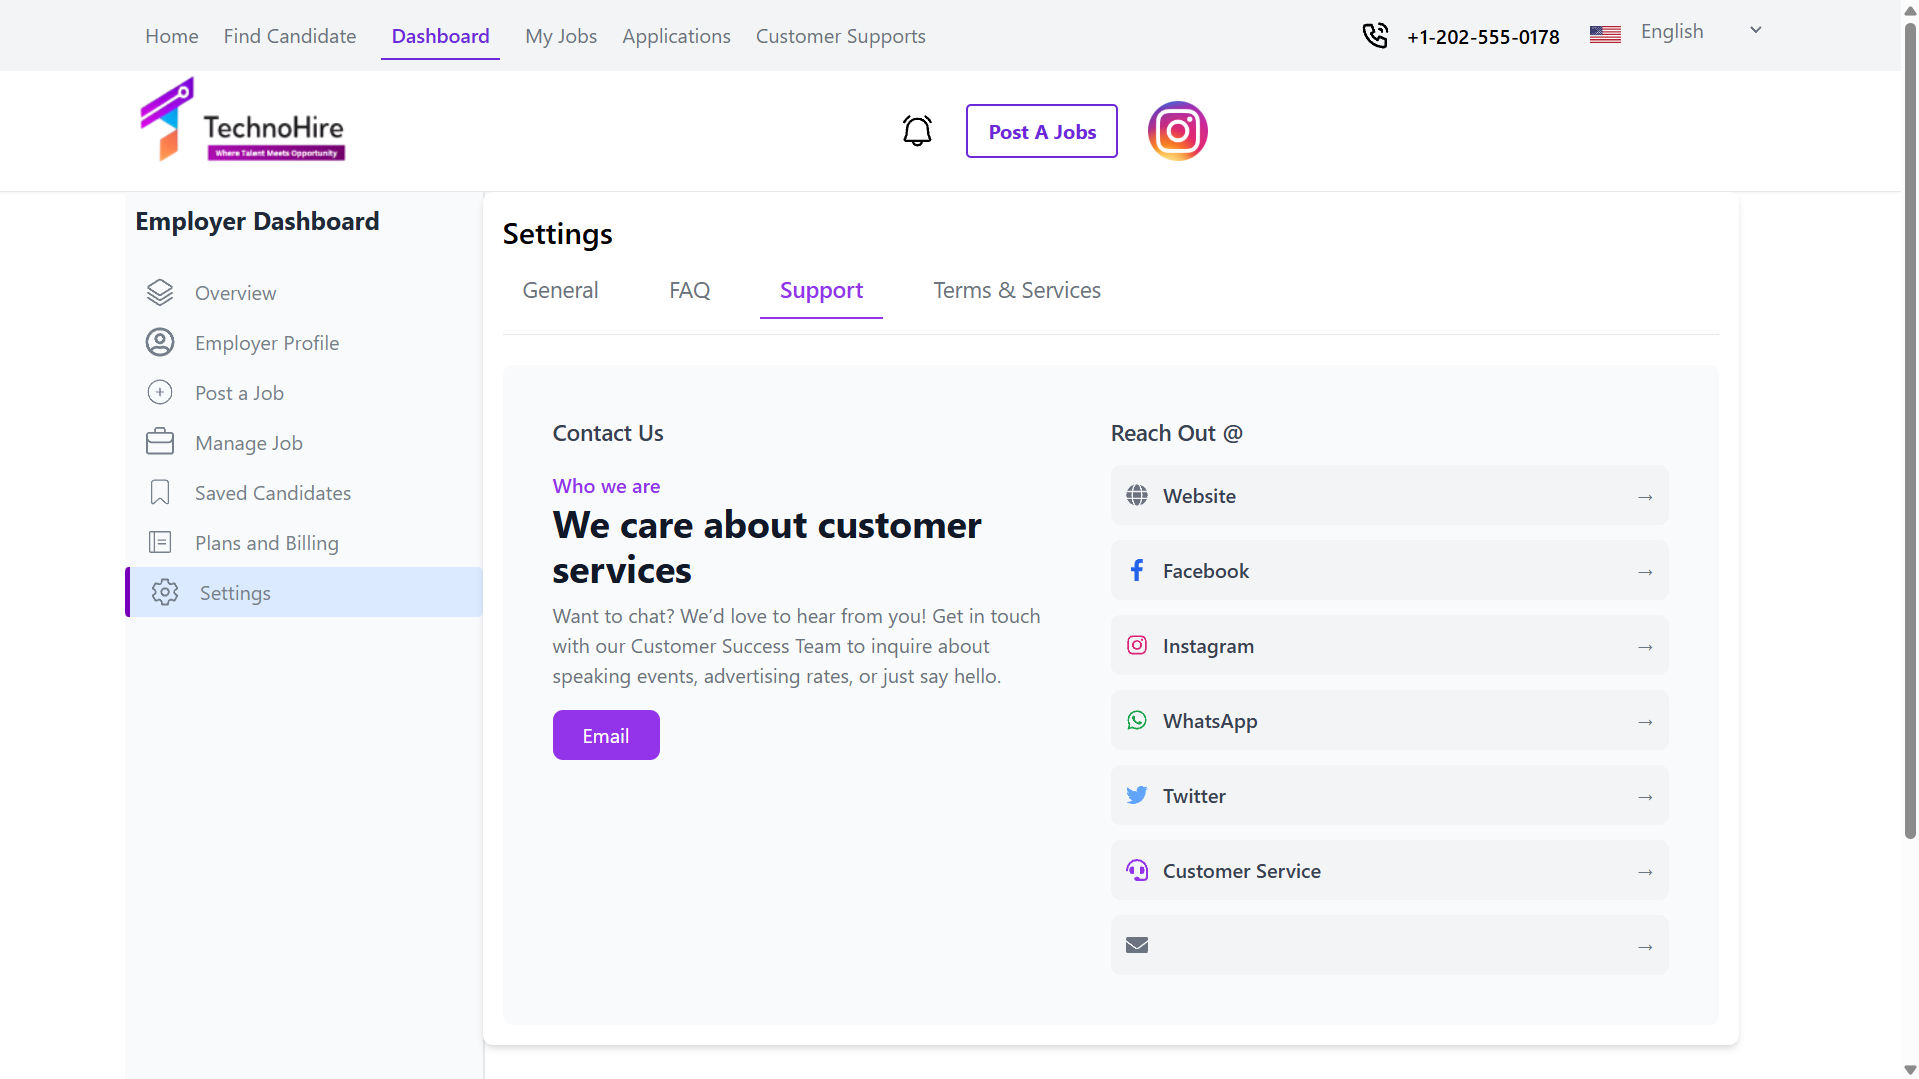 Home Find Candidate Dashboard My Jobs Applications Customer Supports +1-202-555-0178 English
TechnoHire
Where Talent Meets Opportunity
Post A Jobs
Employer Dashboard
Overview
Employer Profile
Post a Job
Manage Job
Saved Candidates
Plans and Billing
Settings
Settings
General FAQ Support Terms & Services
Contact Us
Who we are
We care about customer
services
Want to chat? We’d love to hear from you! Get in touch
with our Customer Success Team to inquire about
speaking events, advertising rates, or just say hello.
Email
Reach Out @
Website →
Facebook →
Instagram →
WhatsApp →
Twitter →
Customer Service →
→